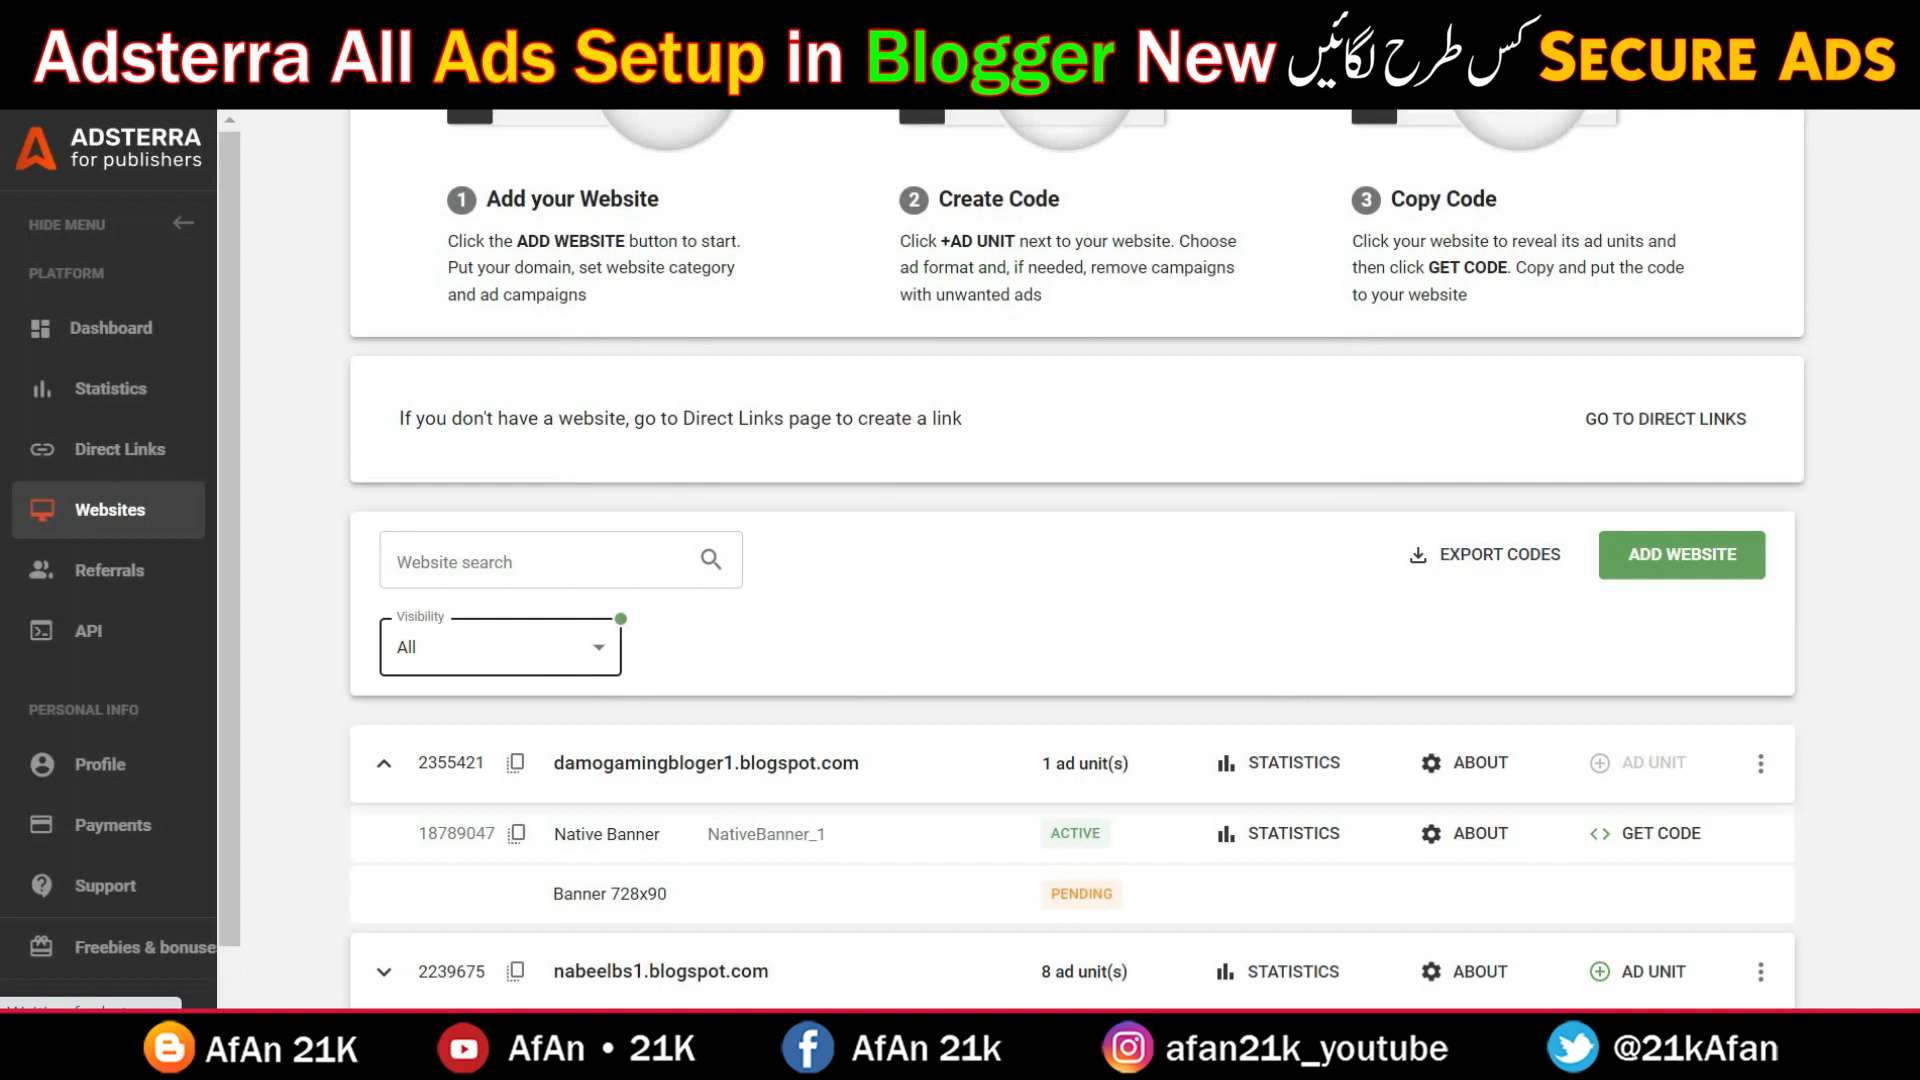 Adsterra All Ads Setup in Blogger New کس طرح لگائیں SECURE ADS
ADSTERRA
for publishers
HIDE MENU
PLATFORM
Dashboard
Statistics
Direct Links
Websites
Referrals
API
PERSONAL INFO
Profile
Payments
Support
Freebies & bonuse
1 Add your Website
Click the ADD WEBSITE button to start.
Put your domain, set website category
and ad campaigns
2 Create Code
Click +AD UNIT next to your website. Choose
ad format and, if needed, remove campaigns
with unwanted ads
3 Copy Code
Click your website to reveal its ad units and
then click GET CODE. Copy and put the code
to your website
If you don't have a website, go to Direct Links page to create a link
GO TO DIRECT LINKS
Website search
EXPORT CODES
ADD WEBSITE
Visibility
All
2355421 damogamingbloger1.blogspot.com 1 ad unit(s) STATISTICS ABOUT AD UNIT
18789047 Native Banner NativeBanner_1 ACTIVE STATISTICS ABOUT GET CODE
Banner 728x90 PENDING
2239675 nabeelbs1.blogspot.com 8 ad unit(s) STATISTICS ABOUT AD UNIT
AfAn 21K AfAn • 21K AfAn 21k afan21k_youtube @21kAfan